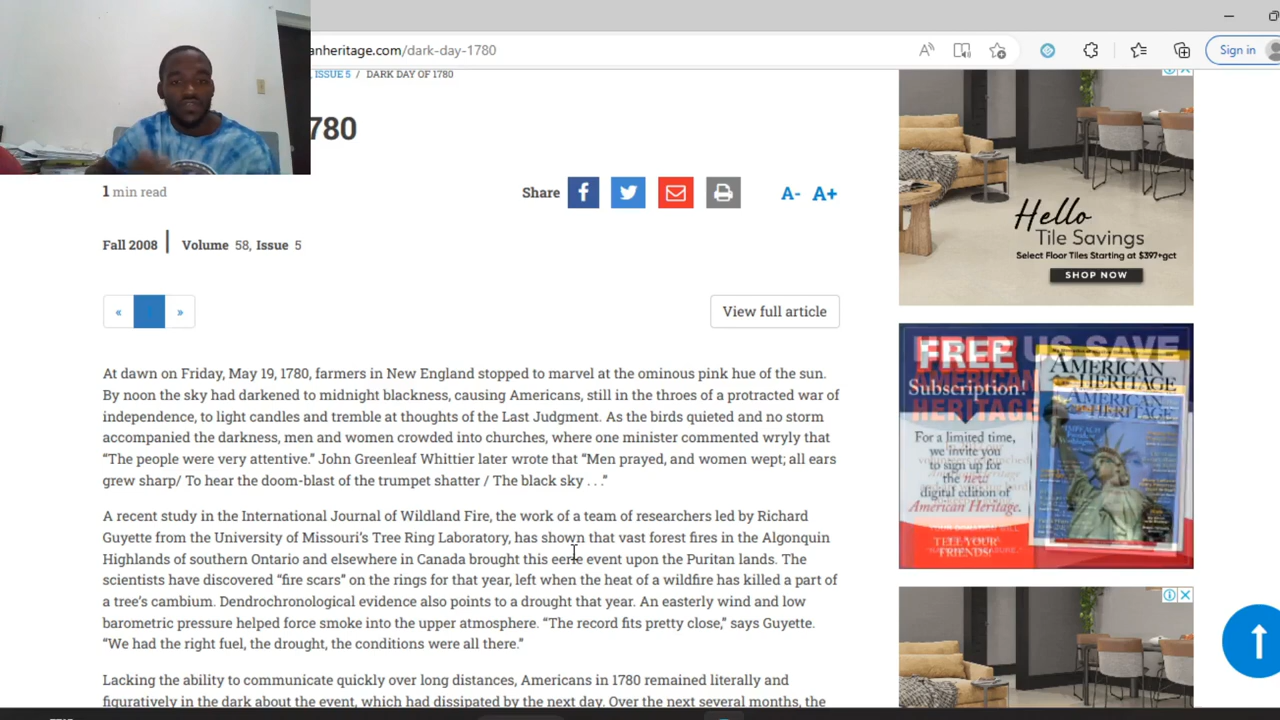 anheritage.com/dark-day-1780
Sign in
ISSUE 5 / DARK DAY OF 1780
780
1 min read
Share
A- A+
Fall 2008 Volume 58, Issue 5
« »
View full article
At dawn on Friday, May 19, 1780, farmers in New England stopped to marvel at the ominous pink hue of the sun.
By noon the sky had darkened to midnight blackness, causing Americans, still in the throes of a protracted war of
independence, to light candles and tremble at thoughts of the Last Judgment. As the birds quieted and no storm
accompanied the darkness, men and women crowded into churches, where one minister commented wryly that
“The people were very attentive.” John Greenleaf Whittier later wrote that “Men prayed, and women wept; all ears
grew sharp/ To hear the doom-blast of the trumpet shatter / The black sky . . .”
A recent study in the International Journal of Wildland Fire, the work of a team of researchers led by Richard
Guyette from the University of Missouri’s Tree Ring Laboratory, has shown that vast forest fires in the Algonquin
Highlands of southern Ontario and elsewhere in Canada brought this eerie event upon the Puritan lands. The
scientists have discovered “fire scars” on the rings for that year, left when the heat of a wildfire has killed a part of
a tree’s cambium. Dendrochronological evidence also points to a drought that year. An easterly wind and low
barometric pressure helped force smoke into the upper atmosphere. “The record fits pretty close,” says Guyette.
“We had the right fuel, the drought, the conditions were all there.”
Lacking the ability to communicate quickly over long distances, Americans in 1780 remained literally and
figuratively in the dark about the event, which had dissipated by the next day. Over the next several months, the
Hello
Tile Savings
Select Floor Tiles Starting at $397+gct
SHOP NOW
FREE
HELP US SAVE
Subscription!
AMERICAN
HERITAGE
For a limited time,
we invite you
to sign up for
the new
digital edition of
American Heritage.
TELL YOUR
FRIENDS!
AMERICAN
HERITAGE